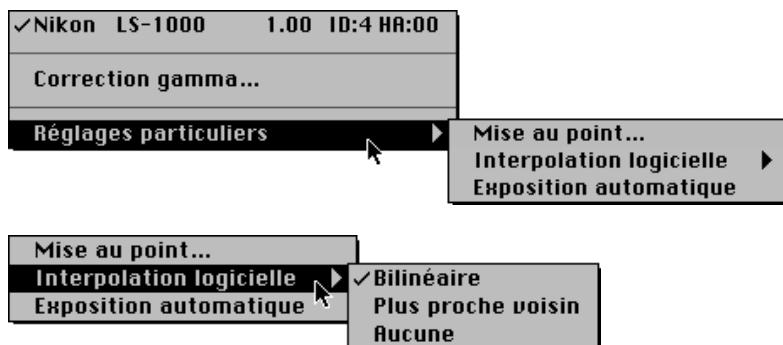 ✓Nikon LS-1000 1.00 ID:4 HA:00
Correction gamma...
Réglages particuliers
Mise au point...
Interpolation logicielle
Exposition automatique
Mise au point...
Interpolation logicielle
Exposition automatique
✓Bilinéaire
Plus proche voisin
Aucune